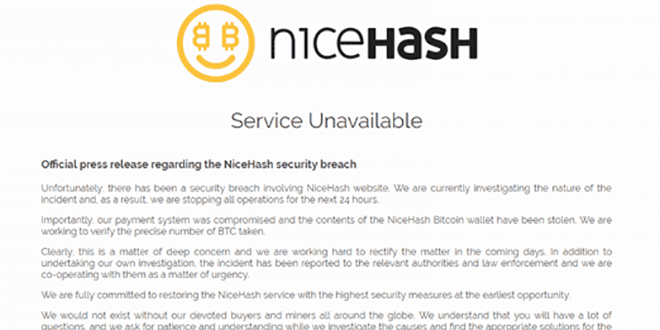 nicehash
Service Unavailable
Official press release regarding the NiceHash security breach
Unfortunately, there has been a security breach involving NiceHash website. We are currently investigating the nature of the
incident and, as a result, we are stopping all operations for the next 24 hours.
Importantly, our payment system was compromised and the contents of the NiceHash Bitcoin wallet have been stolen. We are
working to verify the precise number of BTC taken.
Clearly, this is a matter of deep concern and we are working hard to rectify the matter in the coming days. In addition to
undertaking our own investigation, the incident has been reported to the relevant authorities and law enforcement and we are
co-operating with them as a matter of urgency.
We are fully committed to restoring the NiceHash service with the highest security measures at the earliest opportunity.
We would not exist without our devoted buyers and miners all around the globe. We understand that you will have a lot of
questions, and we ask for patience and understanding while we investigate the causes and find the appropriate solutions for the